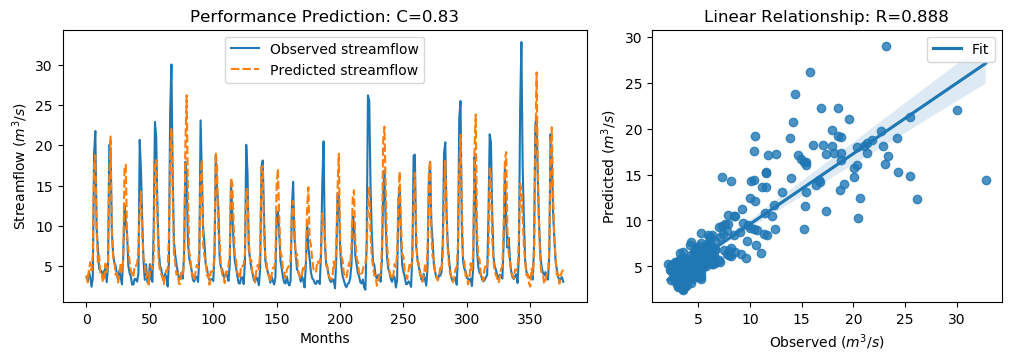 Performance Prediction: C=0.83
Streamflow (m³/s)
30
25
20
15
10
5
Observed streamflow
Predicted streamflow
0 50 100 150 200 250 300 350
Months
Linear Relationship: R=0.888
Predicted (m³/s)
30
25
20
15
10
5
Fit
5 10 15 20 25 30
Observed (m³/s)